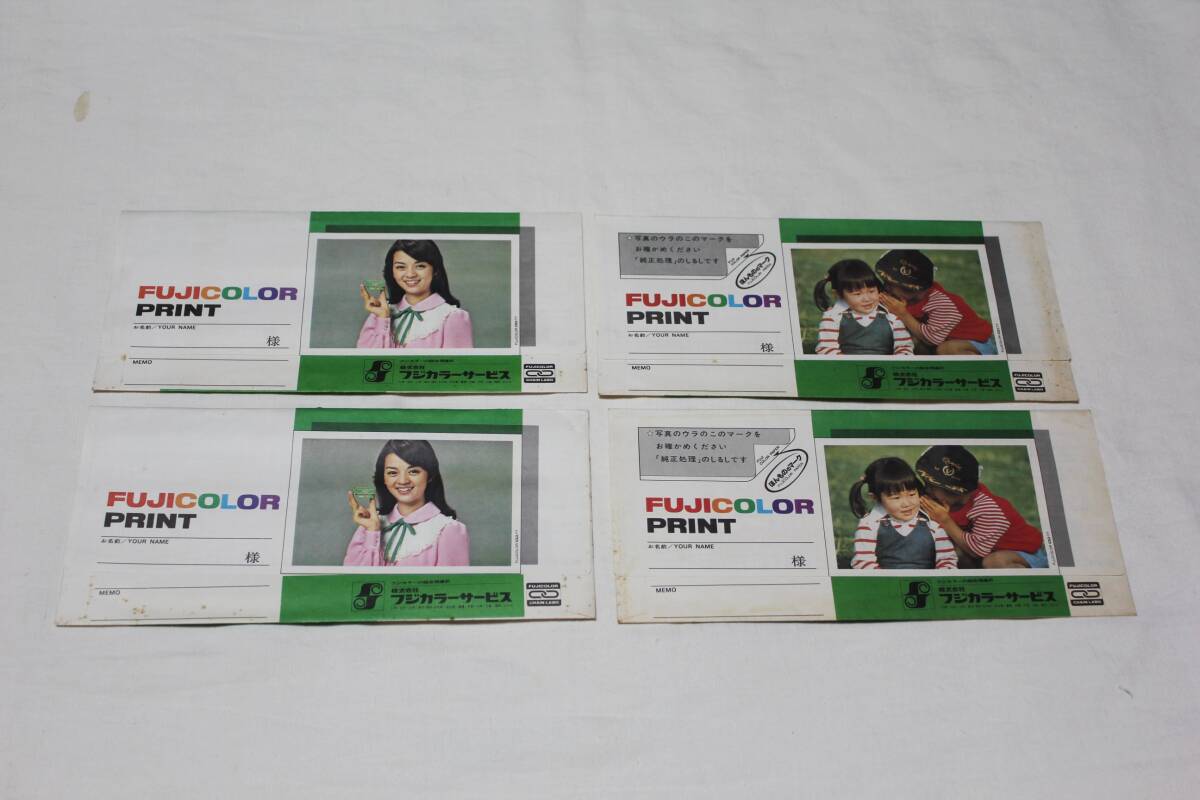 FUJICOLOR
PRINT
お名前/YOUR NAME
様
MEMO
株式会社
フジカラーサービス
FUJICOLOR
CHAIN LABO
☆写真のウラのこのマークを
お確かめください
「純正処理」のしるしです
ほんもののマーク
FUJICOLOR
PRINT
お名前/YOUR NAME
様
MEMO
株式会社
フジカラーサービス
FUJICOLOR
CHAIN LABO
FUJICOLOR
PRINT
お名前/YOUR NAME
様
MEMO
株式会社
フジカラーサービス
FUJICOLOR
CHAIN LABO
☆写真のウラのこのマークを
お確かめください
「純正処理」のしるしです
ほんもののマーク
FUJICOLOR
PRINT
お名前/YOUR NAME
様
MEMO
株式会社
フジカラーサービス
FUJICOLOR
CHAIN LABO